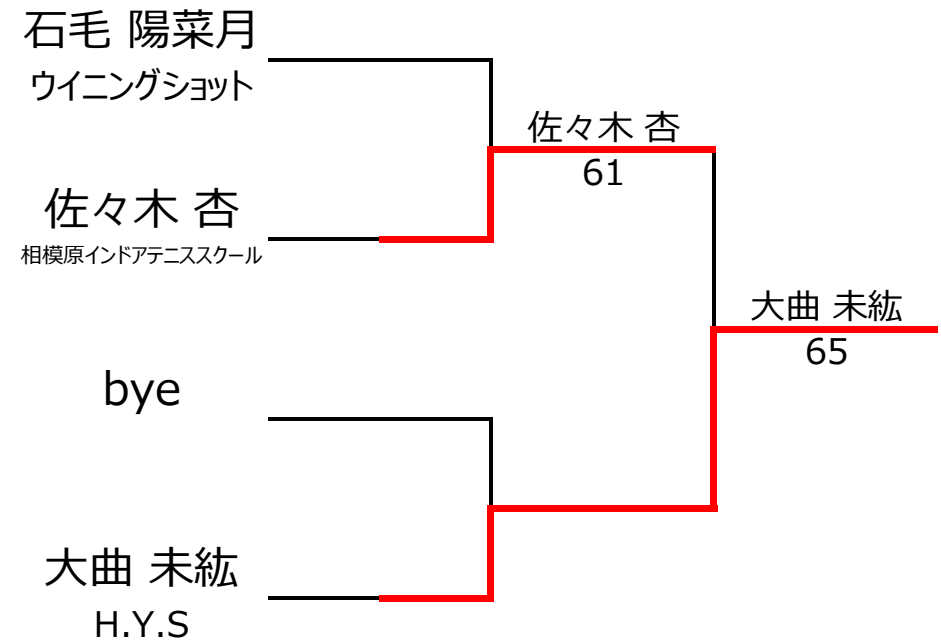 石毛 陽菜月
ウイニングショット
佐々木 杏
61
佐々木 杏
相模原インドアテニススクール
大曲 未紘
65
bye
大曲 未紘
H.Y.S